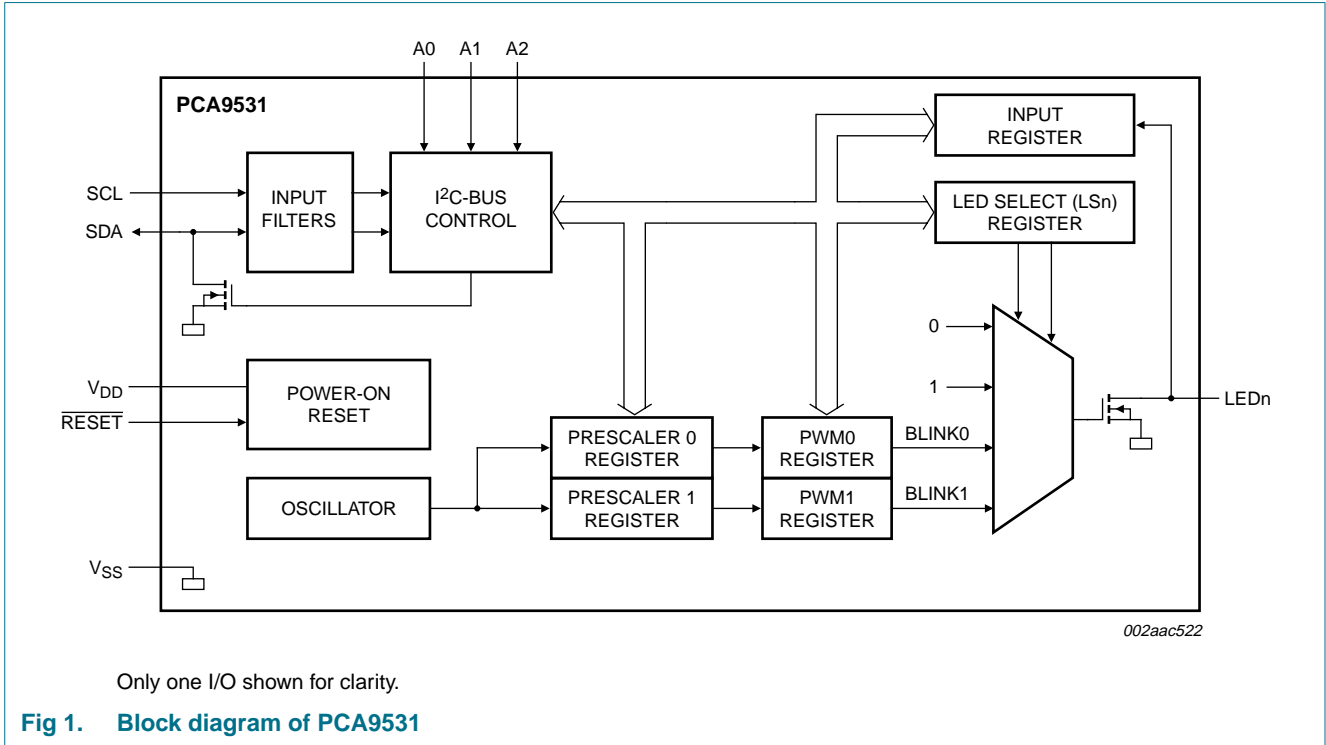 A0 A1 A2
PCA9531
INPUT
REGISTER
SCL
SDA
INPUT
FILTERS
I²C-BUS
CONTROL
LED SELECT (LSn)
REGISTER
0
1
VDD
RESET
POWER-ON
RESET
LEDn
PRESCALER 0
REGISTER
PWM0
REGISTER
BLINK0
OSCILLATOR
PRESCALER 1
REGISTER
PWM1
REGISTER
BLINK1
VSS
002aac522
Only one I/O shown for clarity.
Fig 1. Block diagram of PCA9531